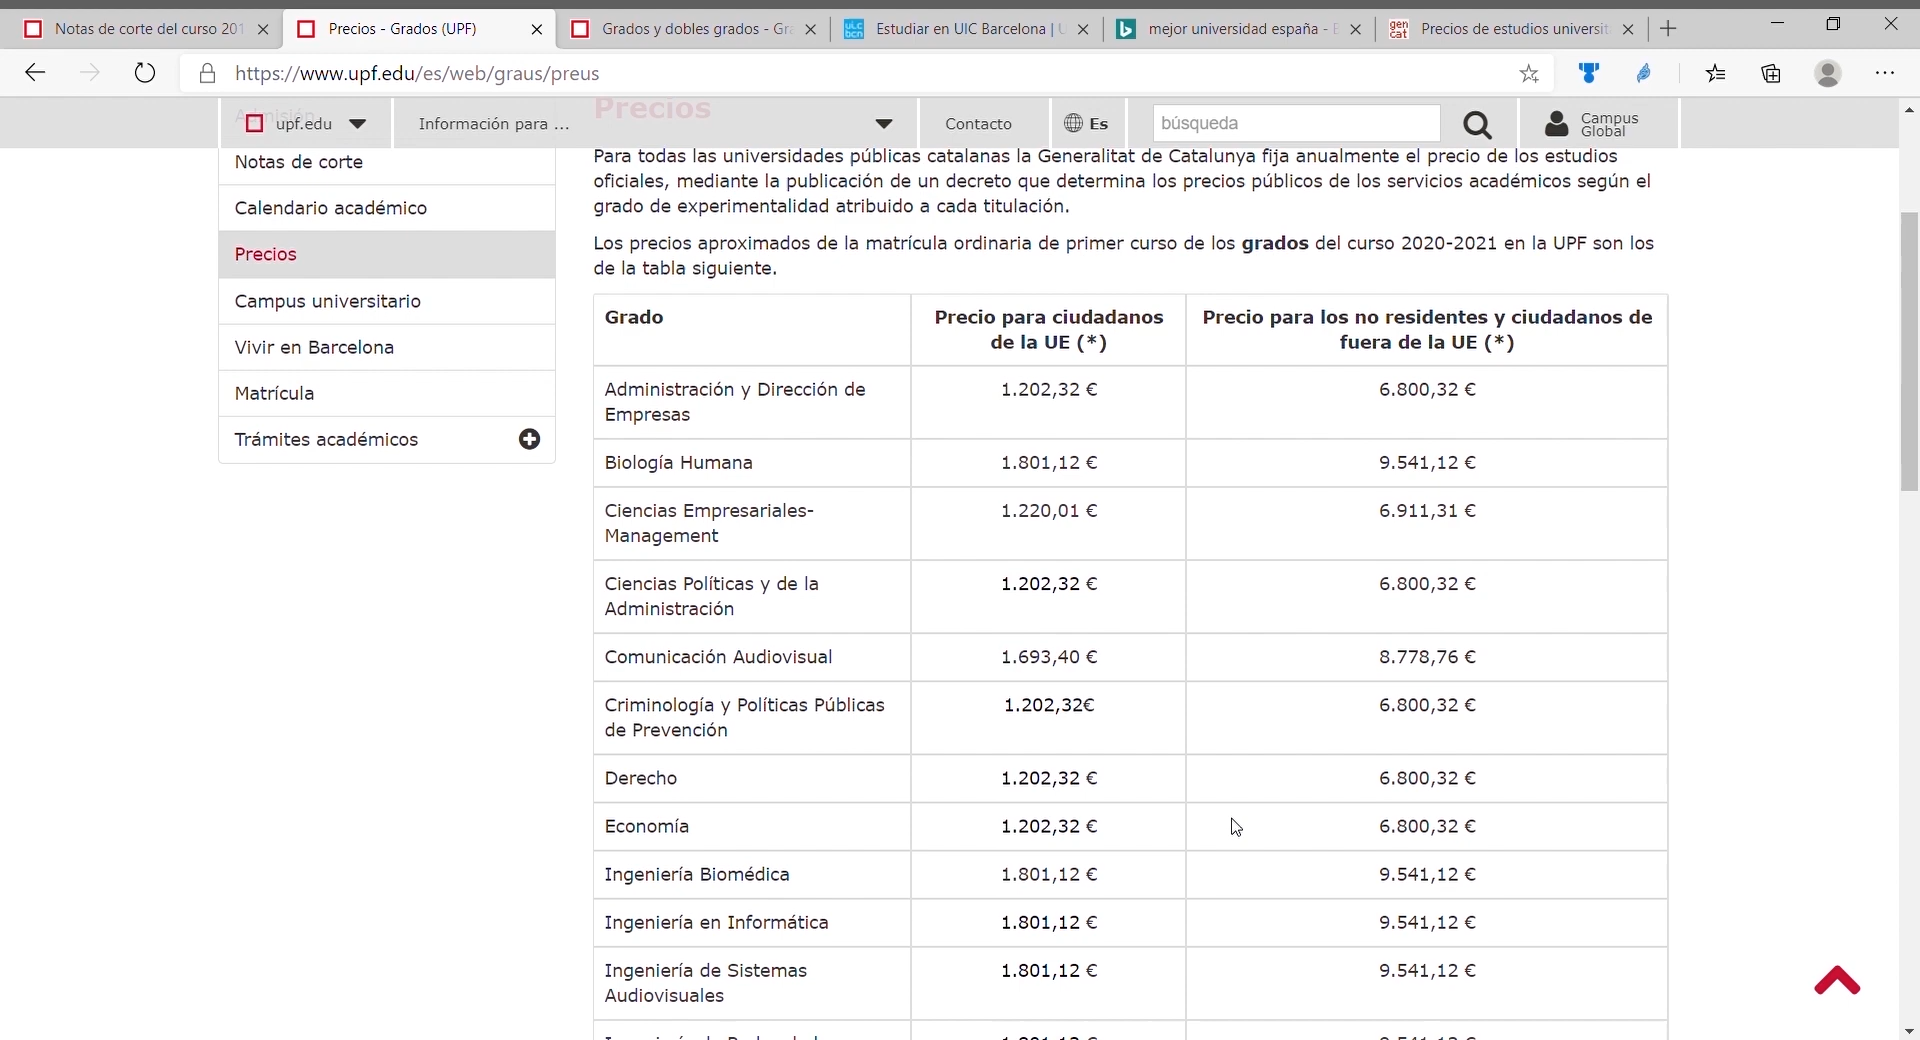 Notas de corte del curso 201
Precios - Grados (UPF)
Grados y dobles grados - Gra
Estudiar en UIC Barcelona | U
mejor universidad españa - B
Precios de estudios universit
https://www.upf.edu/es/web/graus/preus
Admisión
upf.edu
Información para ...
Precios
Contacto
Es
búsqueda
Campus
Global
Notas de corte
Calendario académico
Precios
Campus universitario
Vivir en Barcelona
Matrícula
Trámites académicos
Para todas las universidades públicas catalanas la Generalitat de Catalunya fija anualmente el precio de los estudios
oficiales, mediante la publicación de un decreto que determina los precios públicos de los servicios académicos según el
grado de experimentalidad atribuido a cada titulación.
Los precios aproximados de la matrícula ordinaria de primer curso de los grados del curso 2020-2021 en la UPF son los
de la tabla siguiente.
Grado
Precio para ciudadanos
de la UE (*)
Precio para los no residentes y ciudadanos de
fuera de la UE (*)
Administración y Dirección de
Empresas
1.202,32 €
6.800,32 €
Biología Humana
1.801,12 €
9.541,12 €
Ciencias Empresariales-
Management
1.220,01 €
6.911,31 €
Ciencias Políticas y de la
Administración
1.202,32 €
6.800,32 €
Comunicación Audiovisual
1.693,40 €
8.778,76 €
Criminología y Políticas Públicas
de Prevención
1.202,32€
6.800,32 €
Derecho
1.202,32 €
6.800,32 €
Economía
1.202,32 €
6.800,32 €
Ingeniería Biomédica
1.801,12 €
9.541,12 €
Ingeniería en Informática
1.801,12 €
9.541,12 €
Ingeniería de Sistemas
Audiovisuales
1.801,12 €
9.541,12 €